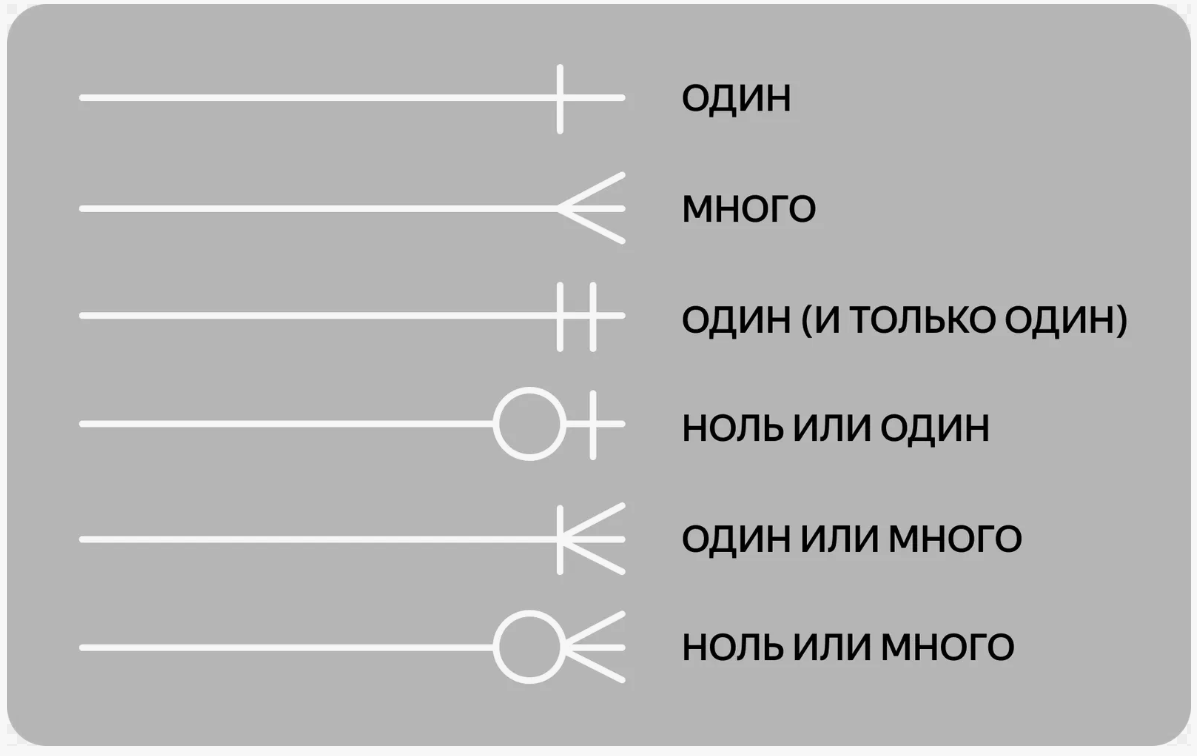 ОДИН
МНОГО
ОДИН (И ТОЛЬКО ОДИН)
НОЛЬ ИЛИ ОДИН
ОДИН ИЛИ МНОГО
НОЛЬ ИЛИ МНОГО